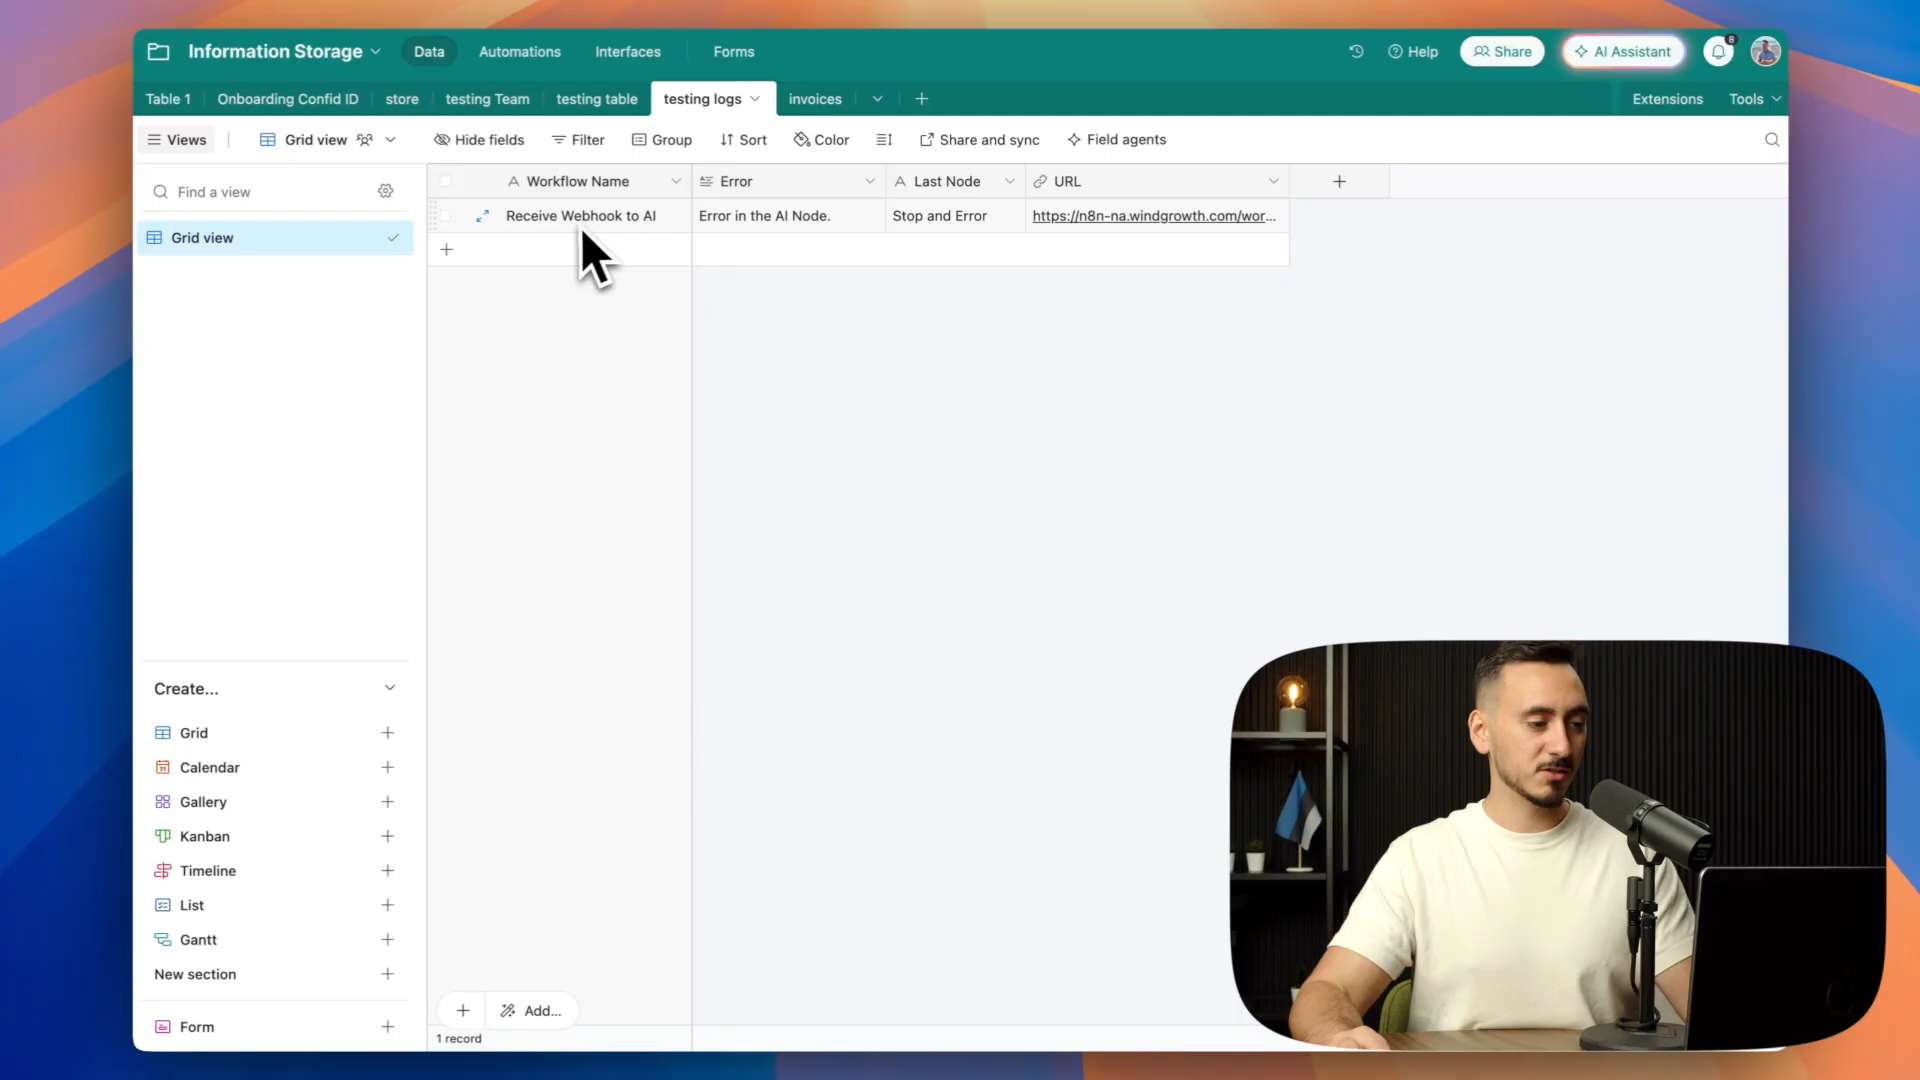 Information Storage
Data
Automations
Interfaces
Forms
Help
Share
AI Assistant
8
Table 1
Onboarding Confid ID
store
testing Team
testing table
testing logs
invoices
Extensions
Tools
Views
Grid view
Hide fields
Filter
Group
Sort
Color
Share and sync
Field agents
Find a view
Grid view
Workflow Name
Error
Last Node
URL
Receive Webhook to AI
Error in the AI Node.
Stop and Error
https://n8n-na.windgrowth.com/wor...
Create...
Grid
Calendar
Gallery
Kanban
Timeline
List
Gantt
New section
Form
Add...
1 record